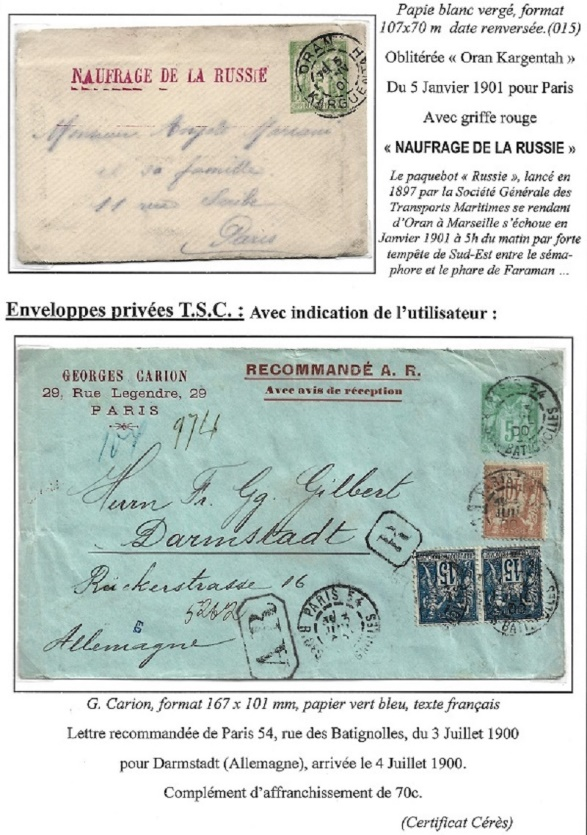 Papie blanc vergé, format
107x70 m date renversée.(015)
Oblitérée « Oran Kargentah »
Du 5 Janvier 1901 pour Paris
Avec griffe rouge
« NAUFRAGE DE LA RUSSIE »
Le paquebot « Russie », lancé en
1897 par la Société Générale des
Transports Maritimes se rendant
d'Oran à Marseille s'échoue en
Janvier 1901 à 5h du matin par forte
tempête de Sud-Est entre le séma-
phore et le phare de Faraman ...
NAUFRAGE DE LA RUSSIE
ORAN
Monsieur
et sa famille
11 rue
Paris
Enveloppes privées T.S.C. : Avec indication de l'utilisateur :
GEORGES CARION
29, Rue Legendre, 29
PARIS
RECOMMANDÉ A. R.
Avec avis de réception
974
Herrn Fr. Gg. Gilbert
Darmstadt
R
Rückerstrasse 16
5262
Allemagne
AR
PARIS 54
15
15
G. Carion, format 167 x 101 mm, papier vert bleu, texte français
Lettre recommandée de Paris 54, rue des Batignolles, du 3 Juillet 1900
pour Darmstadt (Allemagne), arrivée le 4 Juillet 1900.
Complément d'affranchissement de 70c.
(Certificat Cérès)